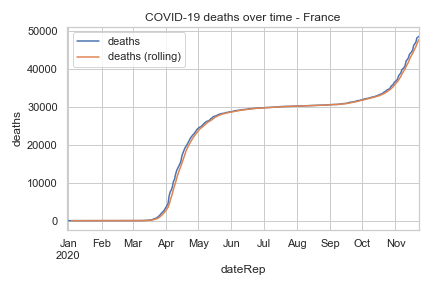 COVID-19 deaths over time - France
deaths
deaths (rolling)
50000
40000
30000
20000
10000
0
deaths
Jan Feb Mar Apr May Jun Jul Aug Sep Oct Nov
2020
dateRep